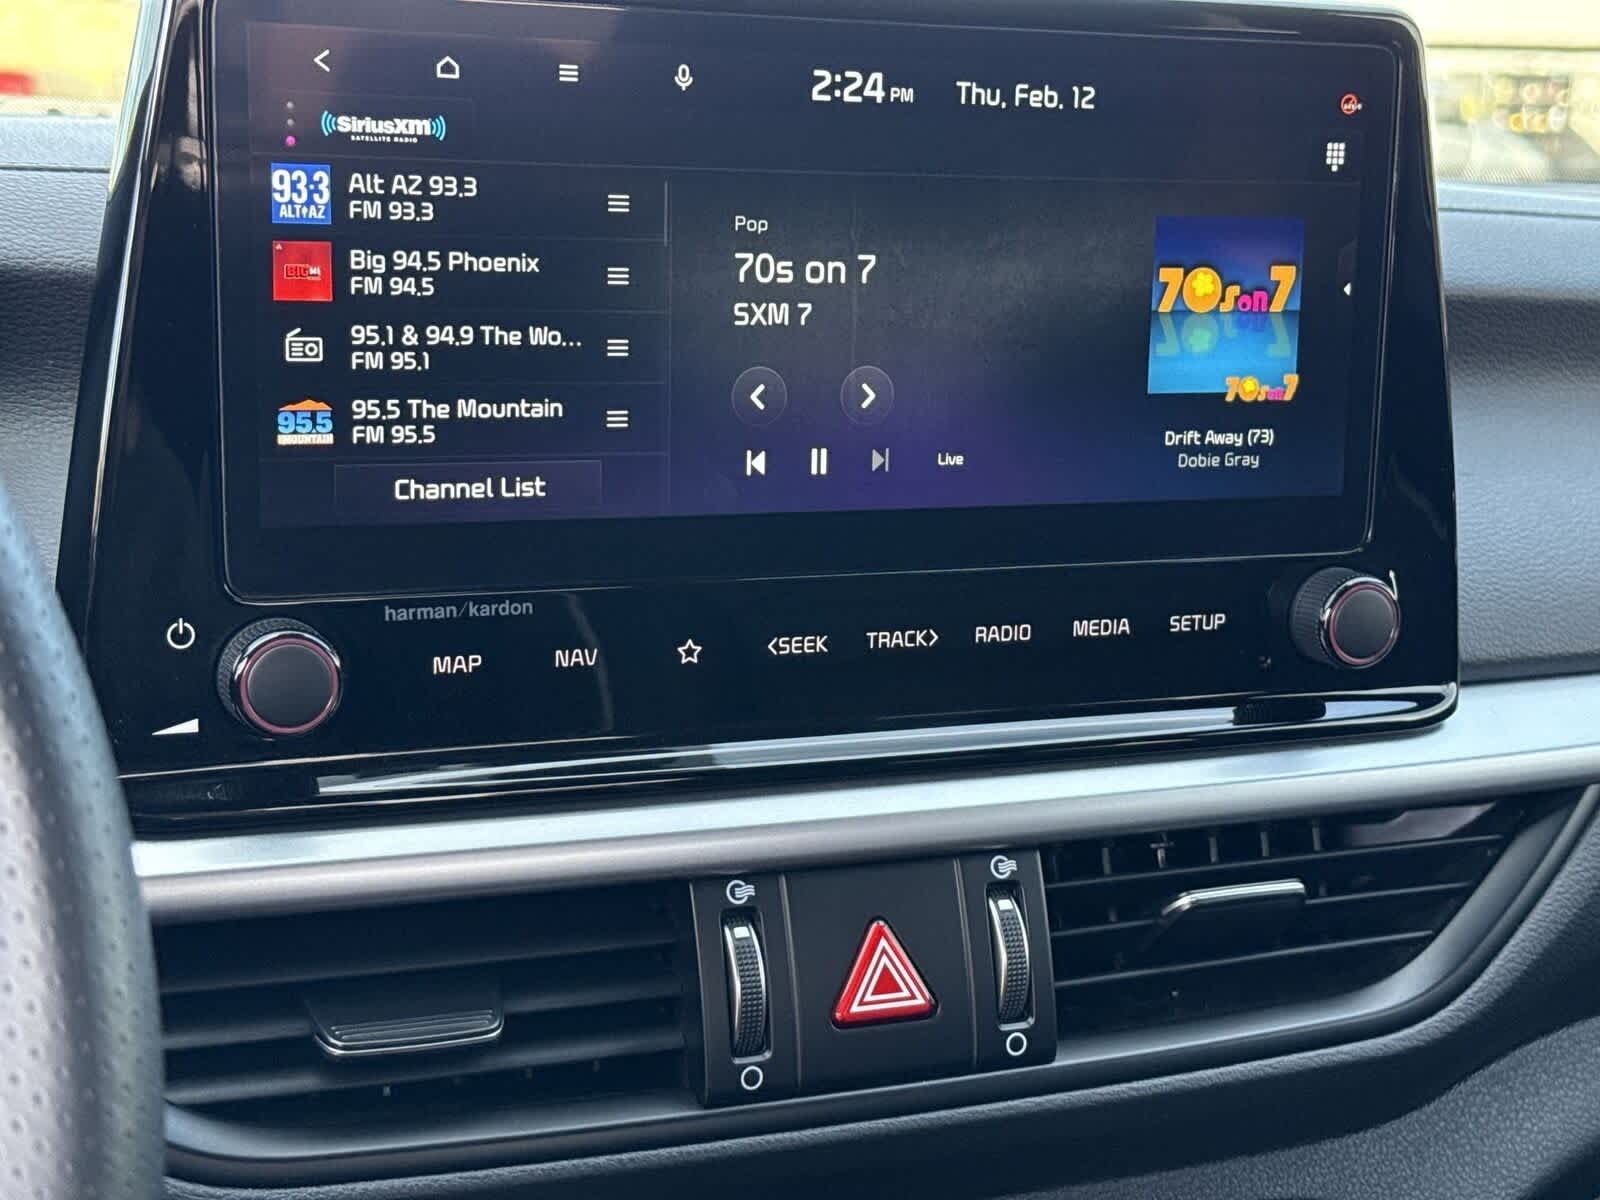 2:24 PM Thu, Feb. 12
SiriusXM
SATELLITE RADIO
93.3
ALT AZ
Alt AZ 93.3
FM 93.3
BIG
Big 94.5 Phoenix
FM 94.5
95.1 & 94.9 The Wo...
FM 95.1
95.5
MOUNTAIN
95.5 The Mountain
FM 95.5
Channel List
Pop
70s on 7
SXM 7
Live
70s on 7
70s on 7
Drift Away (73)
Dobie Gray
harman/kardon
MAP NAV <SEEK TRACK> RADIO MEDIA SETUP